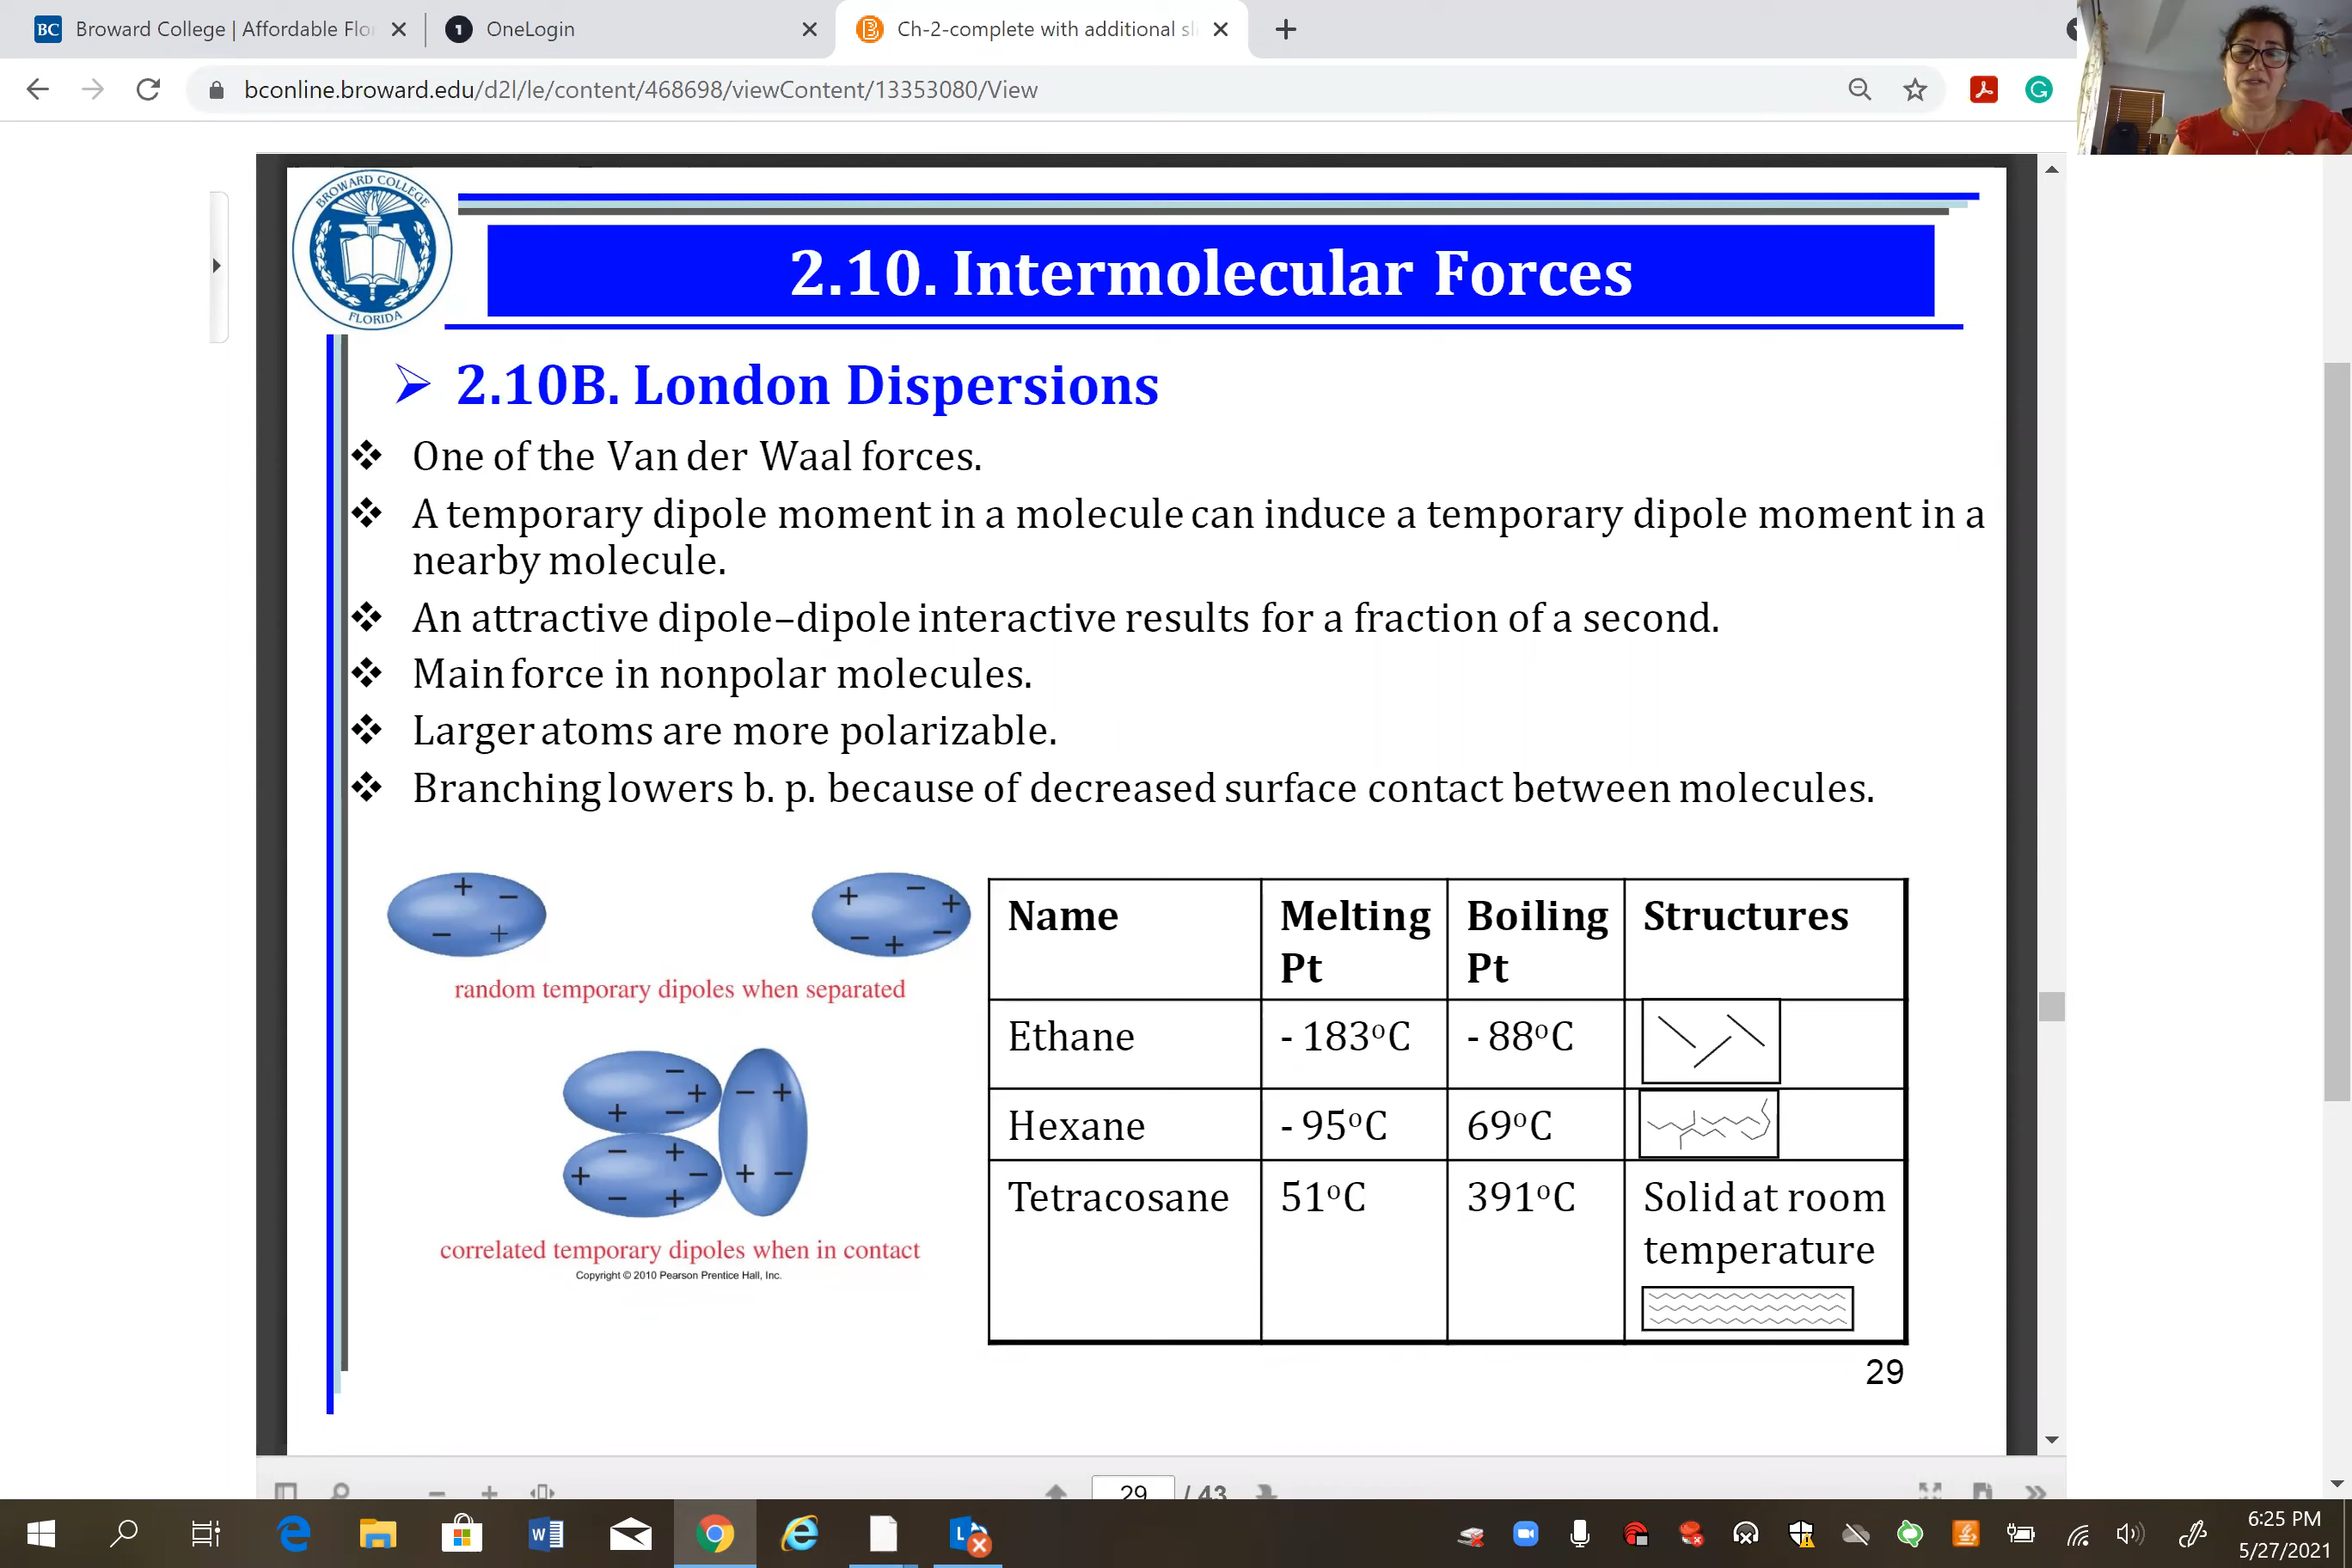 Broward College | Affordable Flor
OneLogin
Ch-2-complete with additional sli
bconline.broward.edu/d2l/le/content/468698/viewContent/13353080/View
BROWARD COLLEGE
FLORIDA
2.10. Intermolecular Forces
➢ 2.10B. London Dispersions
❖ One of the Van der Waal forces.
❖ A temporary dipole moment in a molecule can induce a temporary dipole moment in a
nearby molecule.
❖ An attractive dipole–dipole interactive results for a fraction of a second.
❖ Main force in nonpolar molecules.
❖ Larger atoms are more polarizable.
❖ Branching lowers b. p. because of decreased surface contact between molecules.
random temporary dipoles when separated
correlated temporary dipoles when in contact
Copyright © 2010 Pearson Prentice Hall, Inc.
Name Melting Pt Boiling Pt Structures
Ethane - 183°C - 88°C
Hexane - 95°C 69°C
Tetracosane 51°C 391°C Solid at room
temperature
29
29 / 43
6:25 PM
5/27/2021